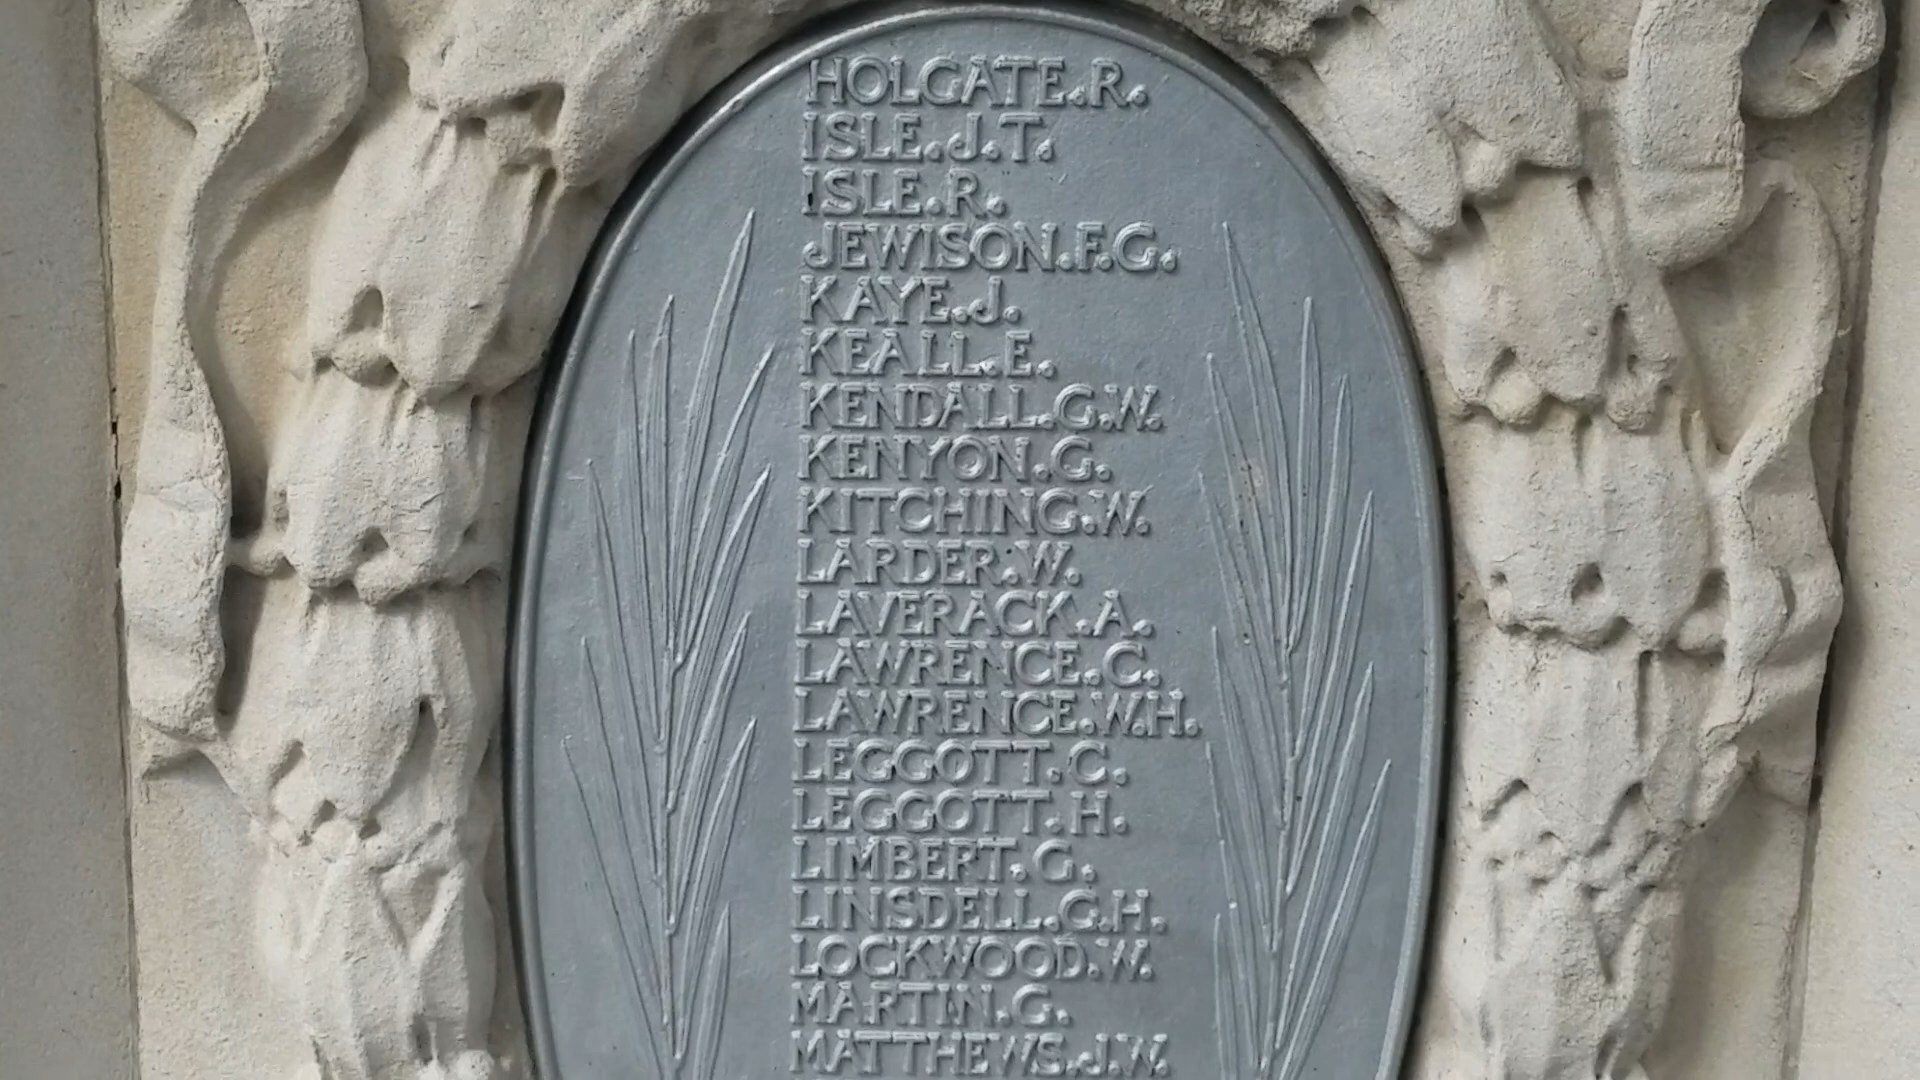 HOLGATE.R.
ISLE.J.T.
ISLE.R.
JEWISON.F.G.
KAYE.J.
KEALL.E.
KENDALL.G.W.
KENYON.G.
KITCHING.W.
LARDER.W.
LAVERACK.A.
LAWRENCE.C.
LAWRENCE.W.H.
LEGGOTT.C.
LEGGOTT.H.
LIMBERT.G.
LINSDELL.G.H.
LOCKWOOD.W.
MARTIN.G.
MATTHEWS.J.W.